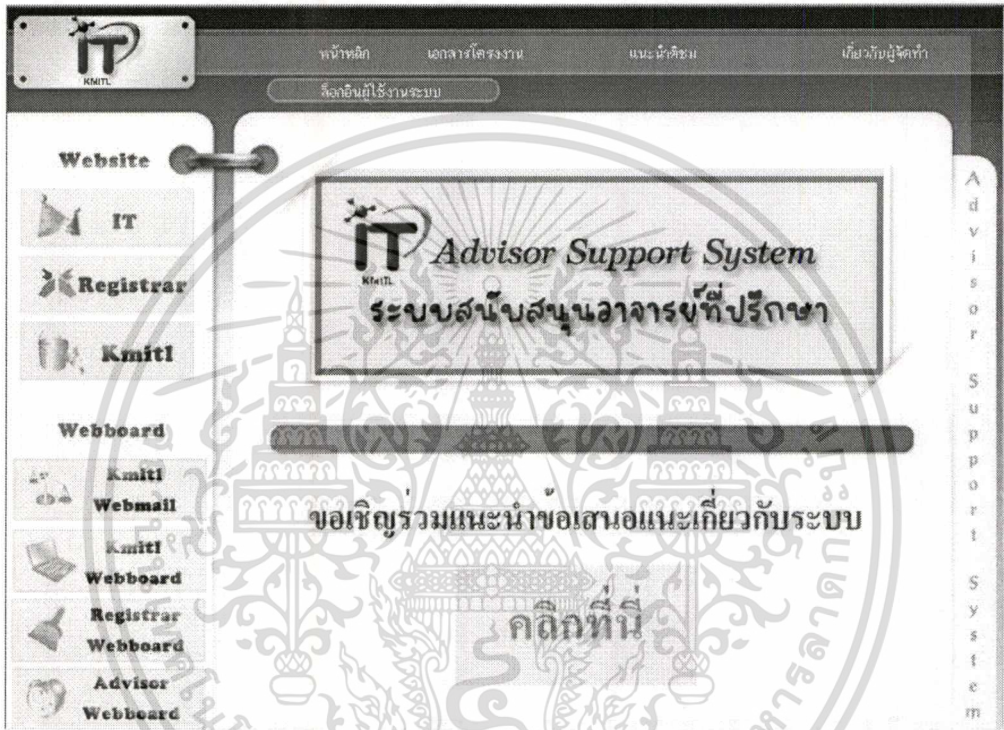 IT
KMITL
หน้าหลัก เอกสารโครงงาน แนะนำติชม เกี่ยวกับผู้จัดทำ
ล็อกอินผู้ใช้งานระบบ
Website
IT
Registrar
Kmitl
Webboard
Kmitl
Webmail
Kmitl
Webboard
Registrar
Webboard
Advisor
Webboard
IT
KMITL
Advisor Support System
ระบบสนับสนุนอาจารย์ที่ปรึกษา
ขอเชิญร่วมแนะนำข้อเสนอแนะเกี่ยวกับระบบ
คลิกที่นี่
Advisor Support System